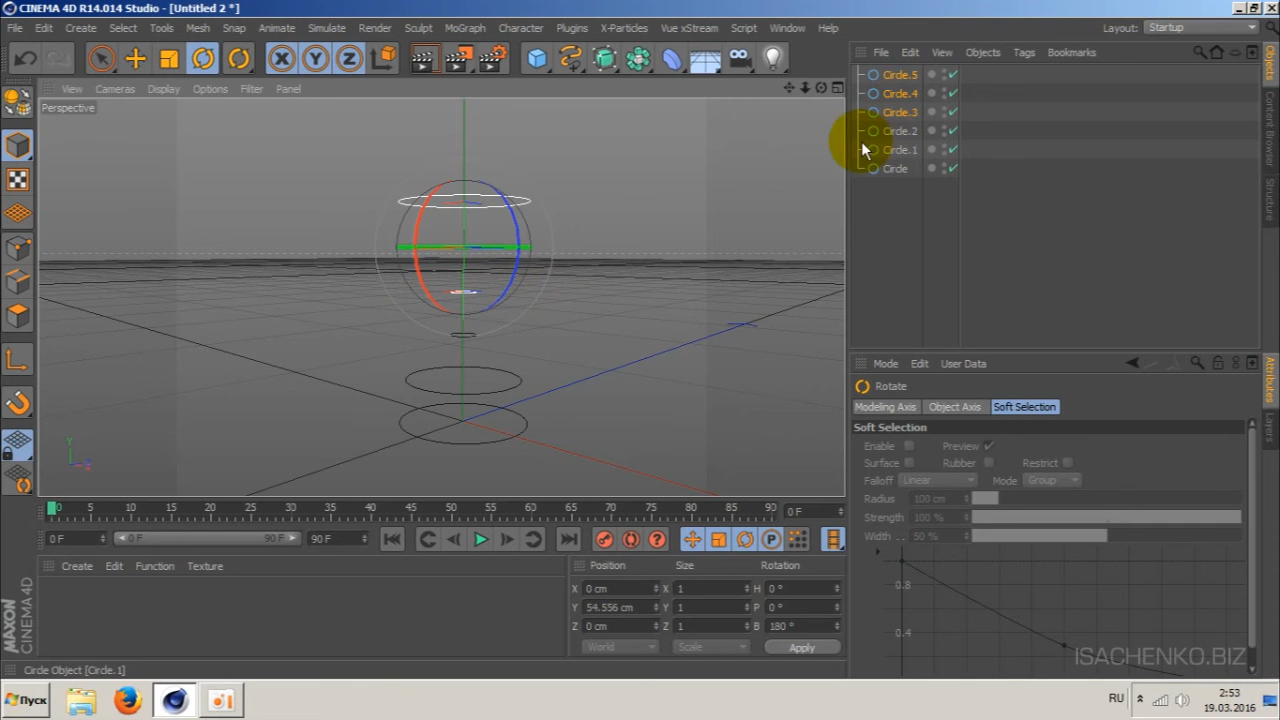 CINEMA 4D R14.014 Studio - [Untitled 2 *]
File Edit Create Select Tools Mesh Snap Animate Simulate Render Sculpt MoGraph Character Plugins X-Particles Vue xStream Script Window Help
Layout: Startup
File Edit View Objects Tags Bookmarks
X Y Z
View Cameras Display Options Filter Panel
Perspective
Circle.5
Circle.4
Circle.3
Circle.2
Circle.1
Circle
Objects
Content Browser
Structure
Mode Edit User Data
Rotate
Modeling Axis Object Axis Soft Selection
Soft Selection
Enable Preview
Surface Rubber Restrict
Falloff Linear Mode Group
Radius 100 cm
Strength 100 %
Width . . 50 %
0.8
0.4
Attributes
Layers
Y
0 5 10 15 20 25 30 35 40 45 50 55 60 65 70 75 80 85 90 0 F
0 F 0 F 90 F 90 F
P
Create Edit Function Texture
Position Size Rotation
X 0 cm X 1 H 0 °
Y 54.556 cm Y 1 P 0 °
Z 0 cm Z 1 B 180 °
World Scale Apply
MAXON
CINEMA 4D
Circle Object [Circle.1]
ISACHENKO.BIZ
Пуск
RU
2:53
19.03.2016